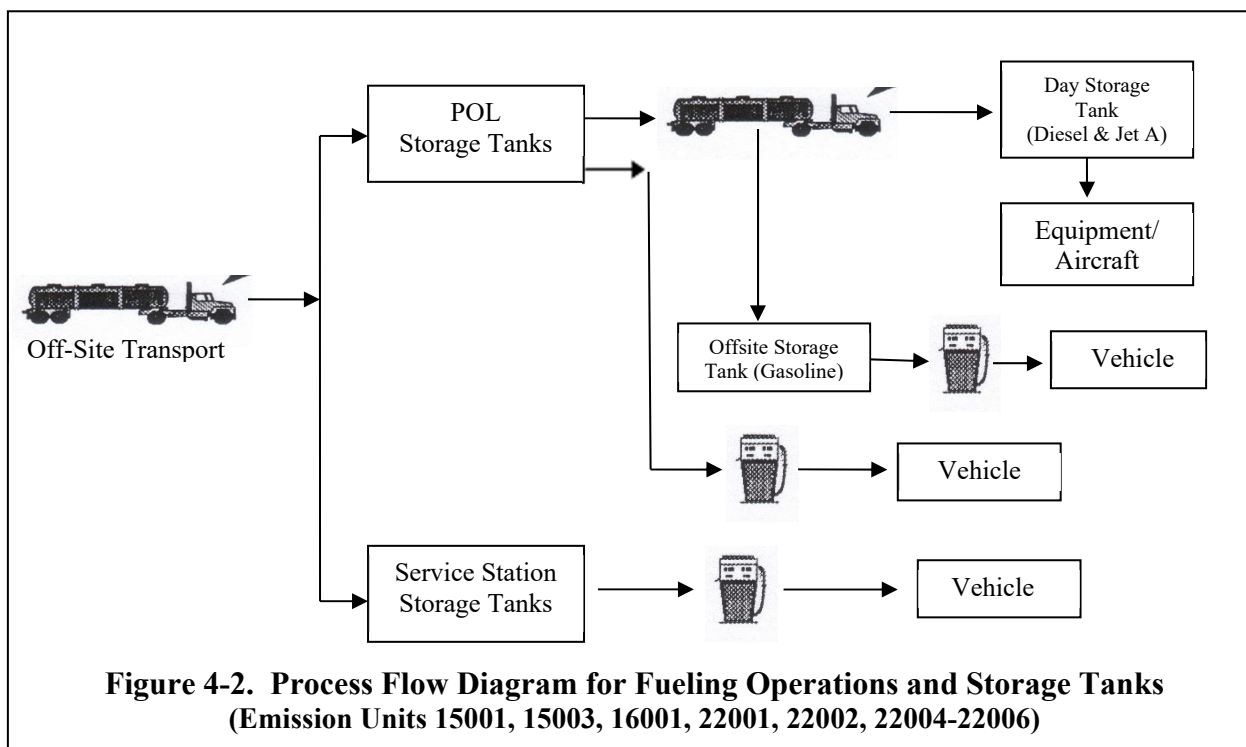 POL
Storage Tanks
Day Storage
Tank
(Diesel & Jet A)
Equipment/
Aircraft
Off-Site Transport
Offsite Storage
Tank (Gasoline)
Vehicle
Vehicle
Service Station
Storage Tanks
Vehicle
Figure 4-2. Process Flow Diagram for Fueling Operations and Storage Tanks
(Emission Units 15001, 15003, 16001, 22001, 22002, 22004-22006)